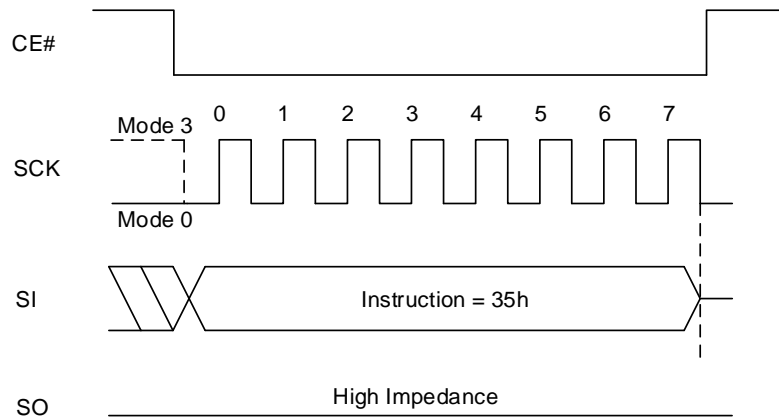 CE#
0 1 2 3 4 5 6 7
Mode 3
SCK
Mode 0
SI
Instruction = 35h
High Impedance
SO